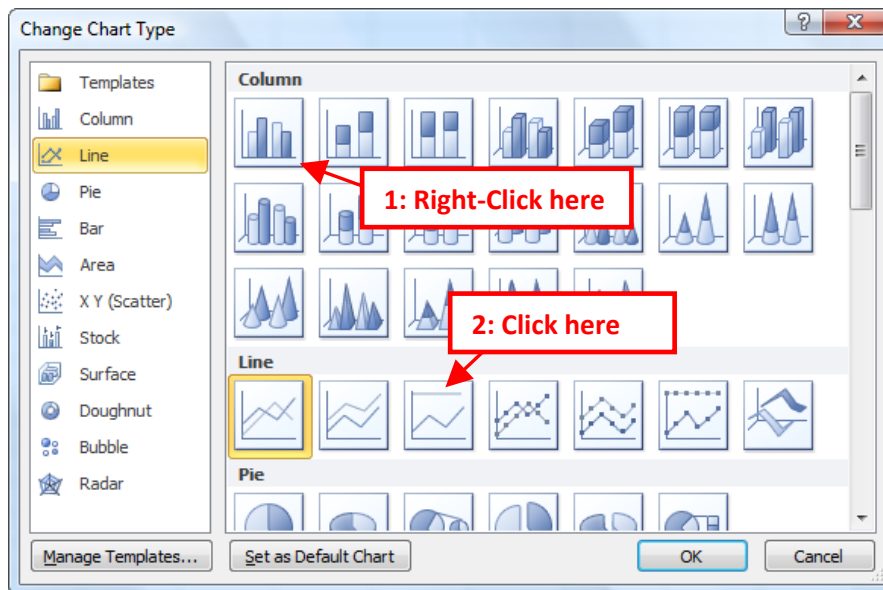 Change Chart Type
?
X
Templates
Column
Line
Pie
Bar
Area
X Y (Scatter)
Stock
Surface
Doughnut
Bubble
Radar
Column
1: Right-Click here
2: Click here
Line
Pie
Manage Templates...
Set as Default Chart
OK
Cancel